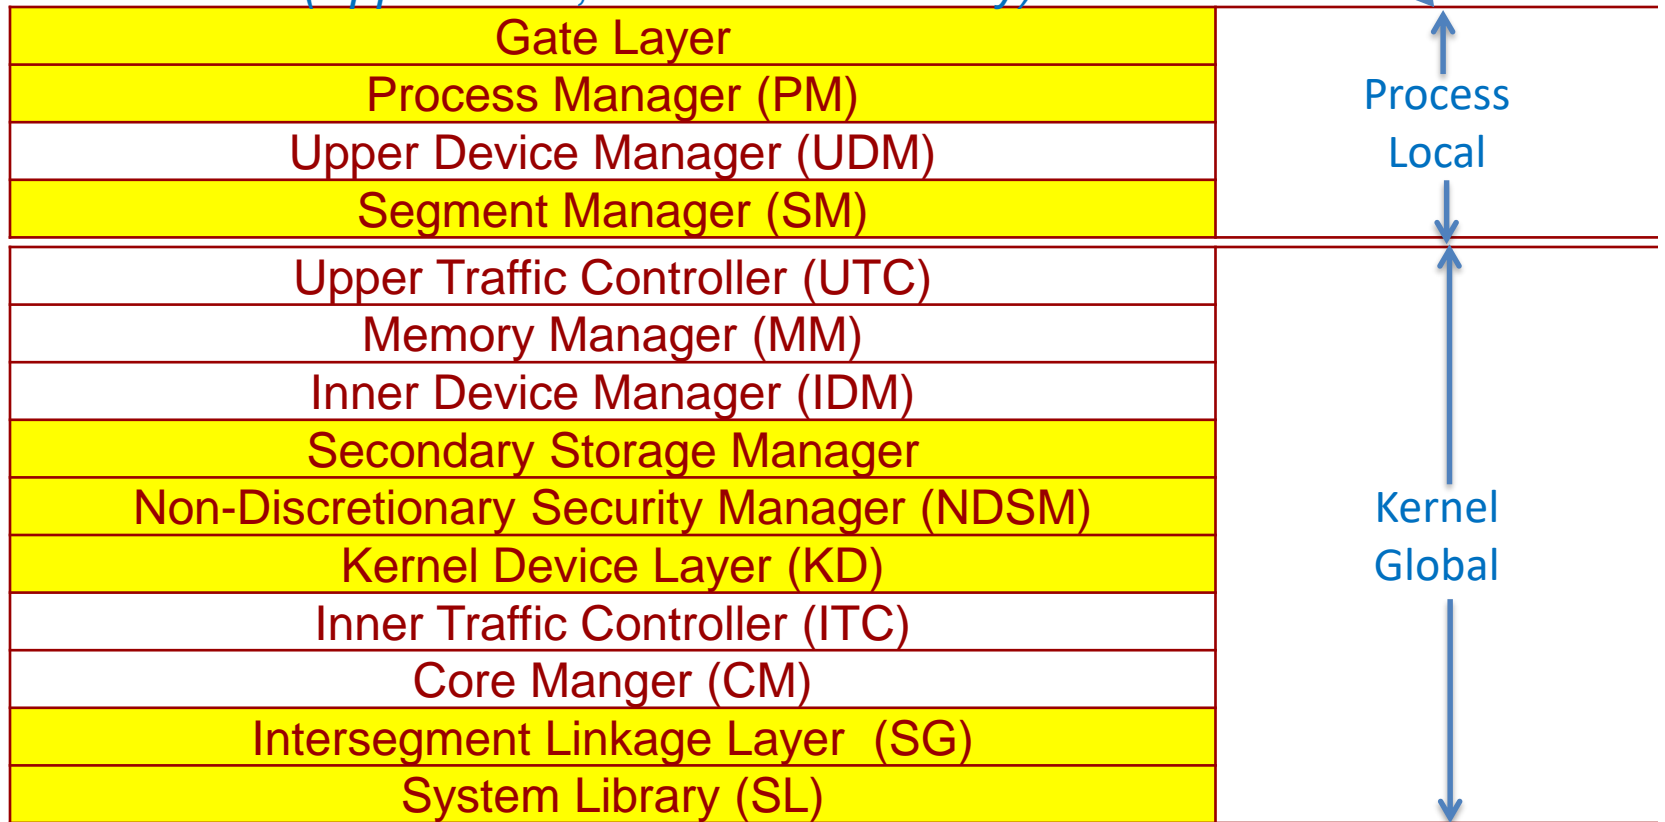 Gate Layer
Process Manager (PM)
Upper Device Manager (UDM)
Segment Manager (SM)
Process
Local
Upper Traffic Controller (UTC)
Memory Manager (MM)
Inner Device Manager (IDM)
Secondary Storage Manager
Non-Discretionary Security Manager (NDSM)
Kernel Device Layer (KD)
Inner Traffic Controller (ITC)
Core Manger (CM)
Intersegment Linkage Layer (SG)
System Library (SL)
Kernel
Global